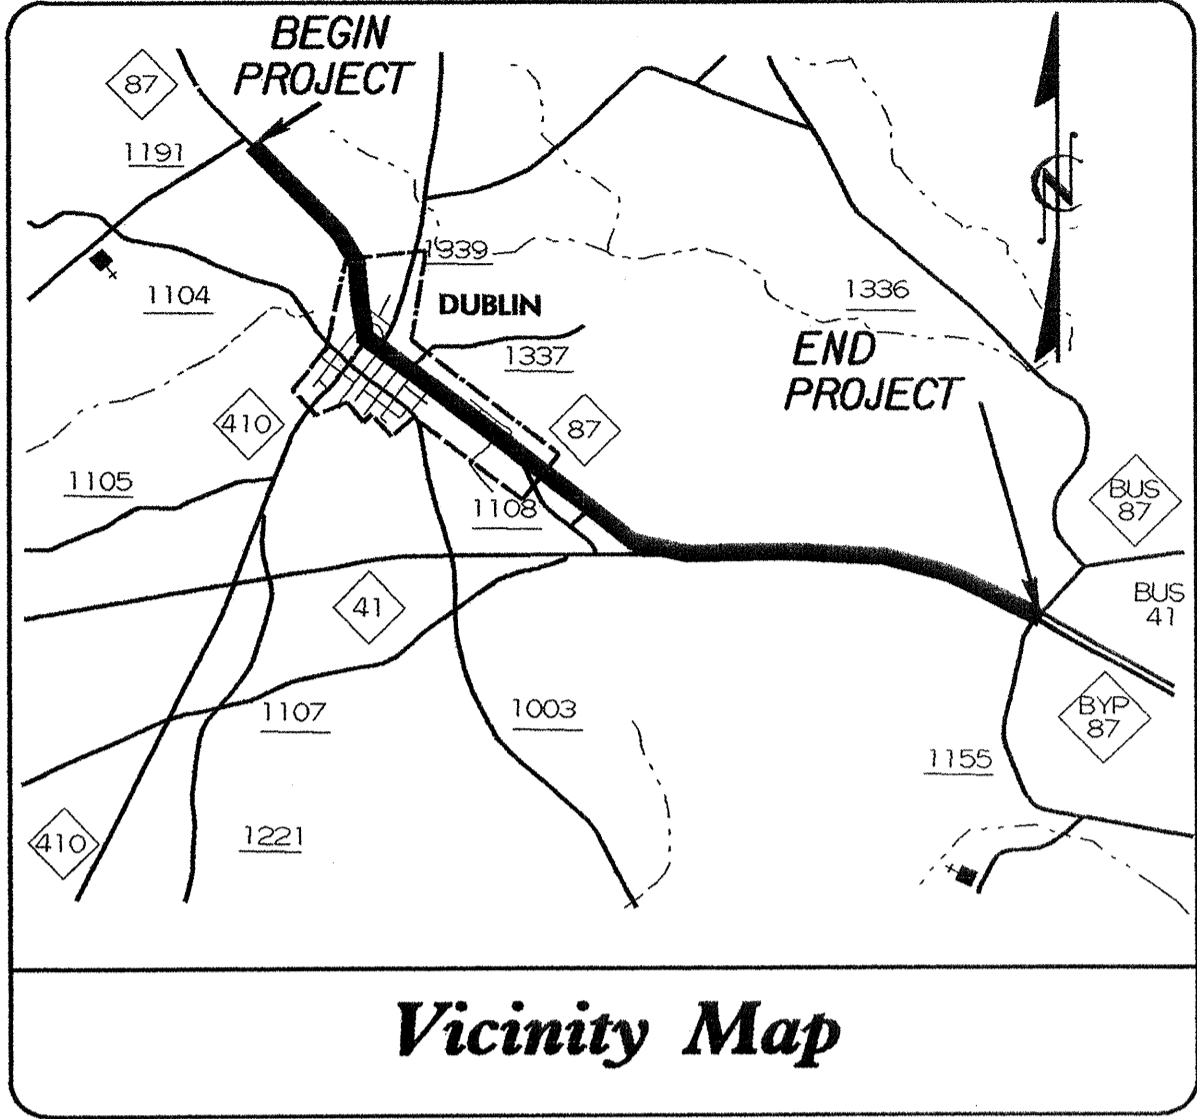 BEGIN
PROJECT
87
1191
1339
1104
DUBLIN
1336
END
PROJECT
1337
410
87
1105
1108
BUS
87
41
BUS
41
1107
1003
BYP
87
1155
410
1221
N
Vicinity Map